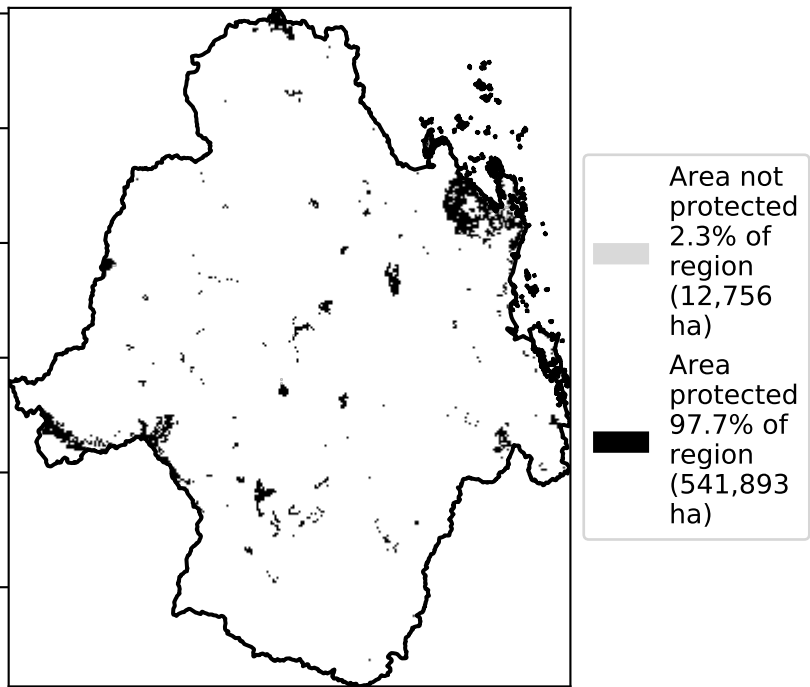 Area not
protected
2.3% of
region
(12,756
ha)
Area
protected
97.7% of
region
(541,893
ha)